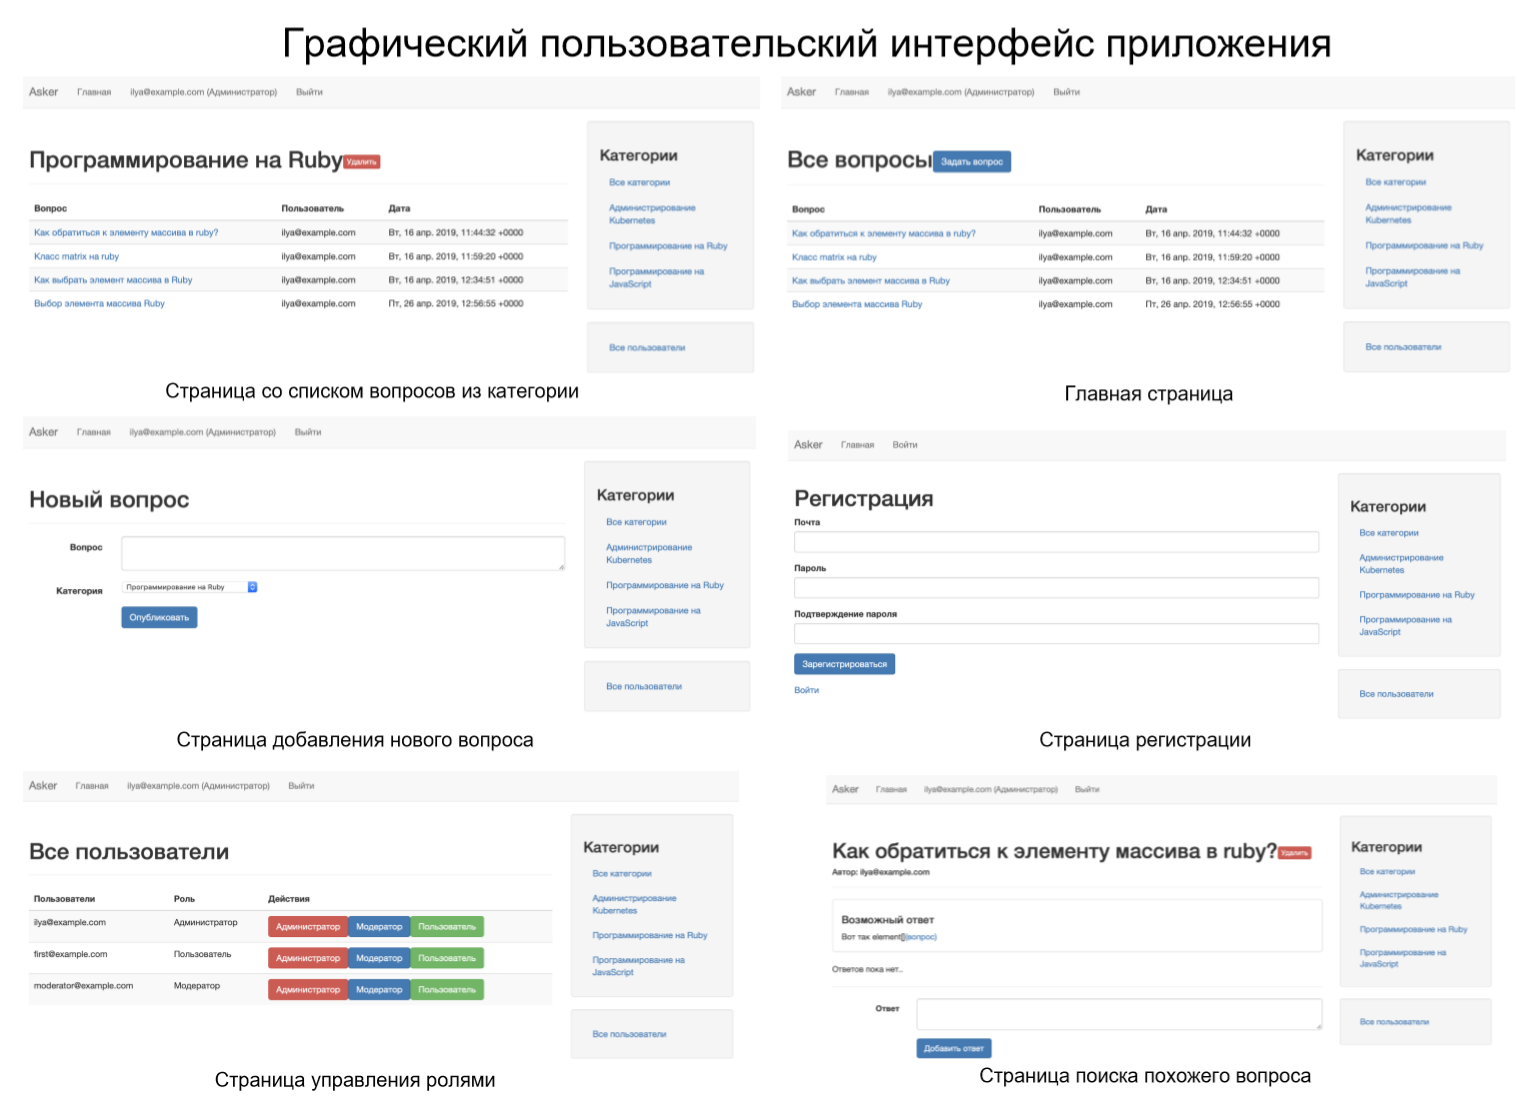 Графический пользовательский интерфейс приложения
Asker Главная ilya@example.com (Администратор) Выйти
Программирование на Ruby Удалить
Вопрос Пользователь Дата
Как обратиться к элементу массива в ruby? ilya@example.com Вт, 16 апр. 2019, 11:44:32 +0000
Класс matrix на ruby ilya@example.com Вт, 16 апр. 2019, 11:59:20 +0000
Как выбрать элемент массива в Ruby ilya@example.com Вт, 16 апр. 2019, 12:34:51 +0000
Выбор элемента массива Ruby ilya@example.com Пт, 26 апр. 2019, 12:56:55 +0000
Категории
Все категории
Администрирование
Kubernetes
Программирование на Ruby
Программирование на
JavaScript
Все пользователи
Страница со списком вопросов из категории
Asker Главная ilya@example.com (Администратор) Выйти
Все вопросы Задать вопрос
Вопрос Пользователь Дата
Как обратиться к элементу массива в ruby? ilya@example.com Вт, 16 апр. 2019, 11:44:32 +0000
Класс matrix на ruby ilya@example.com Вт, 16 апр. 2019, 11:59:20 +0000
Как выбрать элемент массива в Ruby ilya@example.com Вт, 16 апр. 2019, 12:34:51 +0000
Выбор элемента массива Ruby ilya@example.com Пт, 26 апр. 2019, 12:56:55 +0000
Категории
Все категории
Администрирование
Kubernetes
Программирование на Ruby
Программирование на
JavaScript
Все пользователи
Главная страница
Asker Главная ilya@example.com (Администратор) Выйти
Новый вопрос
Вопрос
Категория Программирование на Ruby
Опубликовать
Категории
Все категории
Администрирование
Kubernetes
Программирование на Ruby
Программирование на
JavaScript
Все пользователи
Страница добавления нового вопроса
Asker Главная Войти
Регистрация
Почта
Пароль
Подтверждение пароля
Зарегистрироваться
Войти
Категории
Все категории
Администрирование
Kubernetes
Программирование на Ruby
Программирование на
JavaScript
Все пользователи
Страница регистрации
Asker Главная ilya@example.com (Администратор) Выйти
Все пользователи
Пользователи Роль Действия
ilya@example.com Администратор Администратор Модератор Пользователь
first@example.com Пользователь Администратор Модератор Пользователь
moderator@example.com Модератор Администратор Модератор Пользователь
Категории
Все категории
Администрирование
Kubernetes
Программирование на Ruby
Программирование на
JavaScript
Все пользователи
Страница управления ролями
Asker Главная ilya@example.com (Администратор) Выйти
Как обратиться к элементу массива в ruby? Удалить
Автор: ilya@example.com
Возможный ответ
Вот так element[](вопрос)
Ответов пока нет..
Ответ
Добавить ответ
Категории
Все категории
Администрирование
Kubernetes
Программирование на Ruby
Программирование на
JavaScript
Все пользователи
Страница поиска похожего вопроса